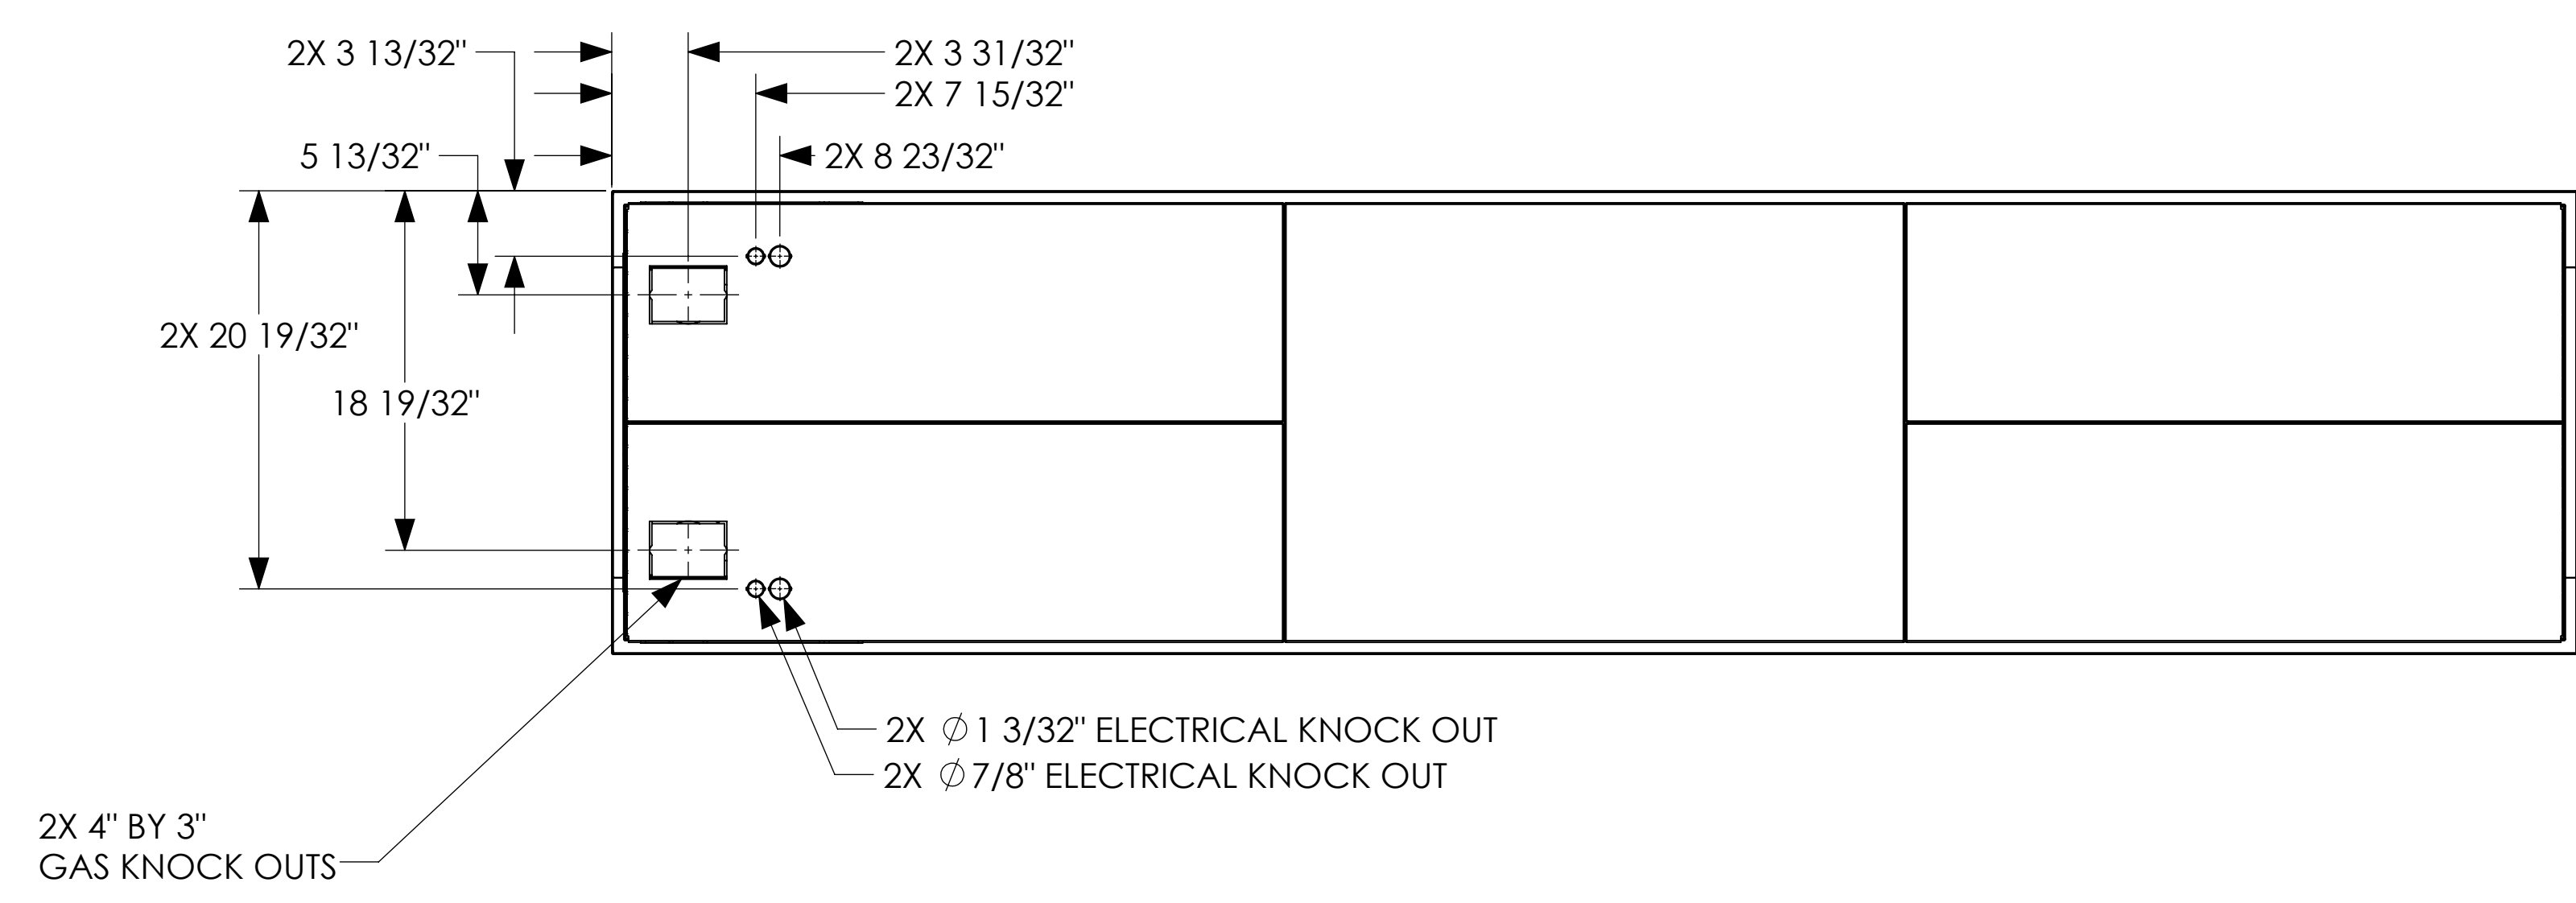 2X 3 13/32"
2X 3 31/32"
2X 7 15/32"
5 13/32"
2X 8 23/32"
2X 20 19/32"
18 19/32"
2X ∅ 1 3/32" ELECTRICAL KNOCK OUT
2X ∅ 7/8" ELECTRICAL KNOCK OUT
2X 4" BY 3"
GAS KNOCK OUTS